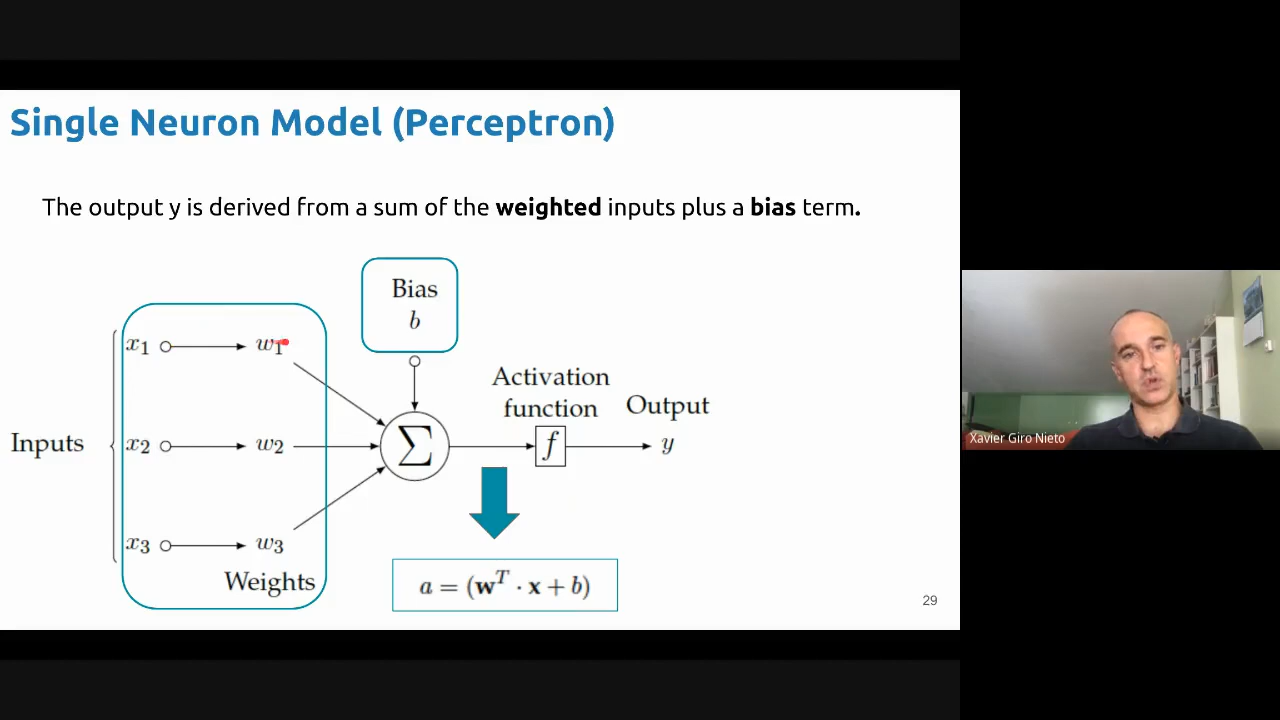 Single Neuron Model (Perceptron)
The output y is derived from a sum of the weighted inputs plus a bias term.
Bias
b
x₁ w₁
Activation
function
Output
Inputs
x₂ w₂
∑
f
y
x₃ w₃
Weights
a = (wᵀ · x + b)
29
Xavier Giro Nieto